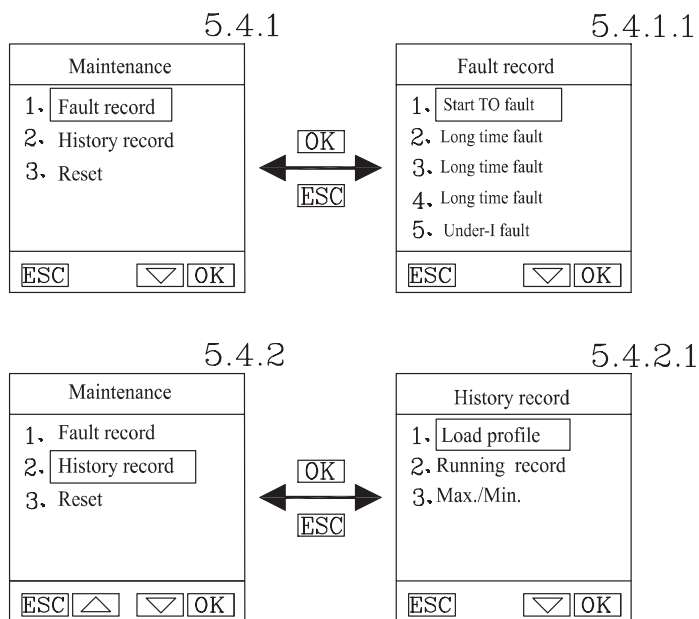 5.4.1
Maintenance
1. Fault record
2. History record
3. Reset
ESC OK
OK
ESC
5.4.1.1
Fault record
1. Start TO fault
2. Long time fault
3. Long time fault
4. Long time fault
5. Under-I fault
ESC OK
5.4.2
Maintenance
1. Fault record
2. History record
3. Reset
ESC OK
OK
ESC
5.4.2.1
History record
1. Load profile
2. Running record
3. Max./Min.
ESC OK